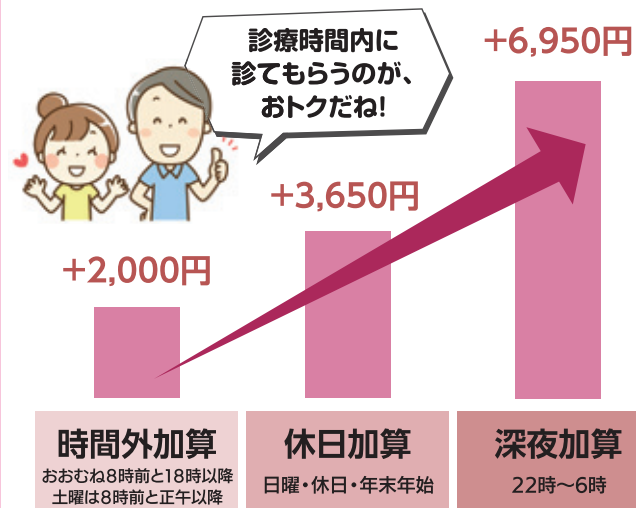 診療時間内に
診てもらうのが、
おトクだね!
+6,950円
+3,650円
+2,000円
時間外加算
おおむね8時前と18時以降
土曜は8時前と正午以降
休日加算
日曜・休日・年末年始
深夜加算
22時〜6時